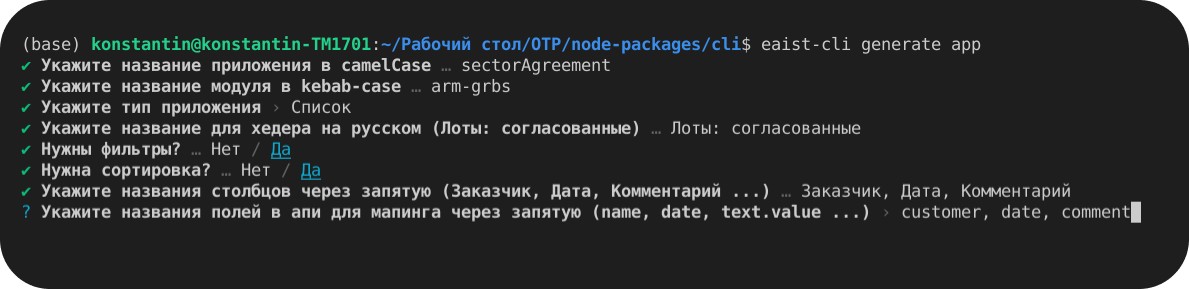 (base) konstantin@konstantin-TM1701:~/Рабочий стол/OTP/node-packages/cli$ eaist-cli generate app
✔ Укажите название приложения в camelCase … sectorAgreement
✔ Укажите название модуля в kebab-case … arm-grbs
✔ Укажите тип приложения › Список
✔ Укажите название для хедера на русском (Лоты: согласованные) … Лоты: согласованные
✔ Нужны фильтры? … Нет / Да
✔ Нужна сортировка? … Нет / Да
✔ Укажите названия столбцов через запятую (Заказчик, Дата, Комментарий ...) … Заказчик, Дата, Комментарий
? Укажите названия полей в апи для мапинга через запятую (name, date, text.value ...) › customer, date, comment